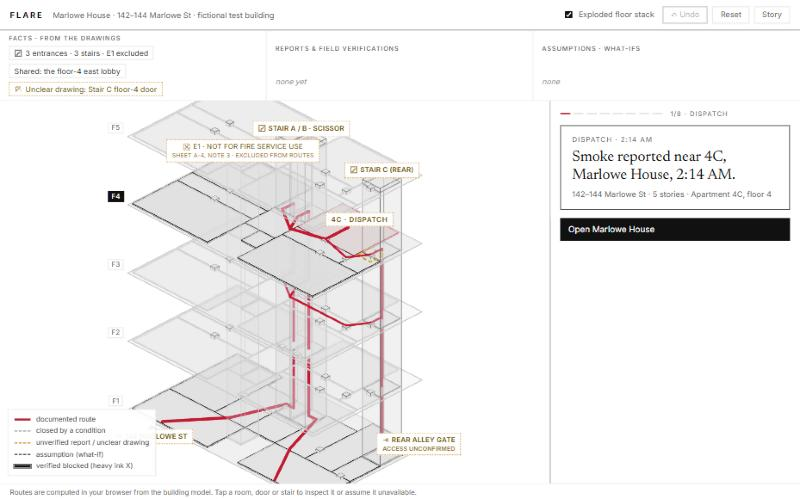 FLARE Marlowe House · 142–144 Marlowe St · fictional test building
Exploded floor stack
Undo
Reset
Story
FACTS · FROM THE DRAWINGS
3 entrances · 3 stairs · E1 excluded
Shared: the floor-4 east lobby
Unclear drawing: Stair C floor-4 door
REPORTS & FIELD VERIFICATIONS
none yet
ASSUMPTIONS · WHAT-IFS
none
F5
STAIR A / B · SCISSOR
E1 · NOT FOR FIRE SERVICE USE
SHEET A-4, NOTE 3 · EXCLUDED FROM ROUTES
STAIR C (REAR)
F4
4C · DISPATCH
F3
F2
F1
LOWE ST
REAR ALLEY GATE
ACCESS UNCONFIRMED
documented route
closed by a condition
unverified report / unclear drawing
assumption (what-if)
verified blocked (heavy ink X)
1/8 · DISPATCH
DISPATCH · 2:14 AM
Smoke reported near 4C,
Marlowe House, 2:14 AM.
142–144 Marlowe St · 5 stories · Apartment 4C, floor 4
Open Marlowe House
Routes are computed in your browser from the building model. Tap a room, door or stair to inspect it or assume it unavailable.